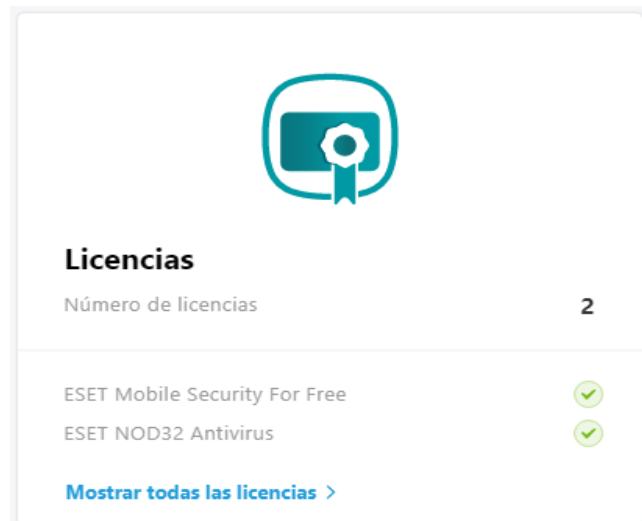 Licencias
Número de licencias 2
ESET Mobile Security For Free
ESET NOD32 Antivirus
Mostrar todas las licencias >